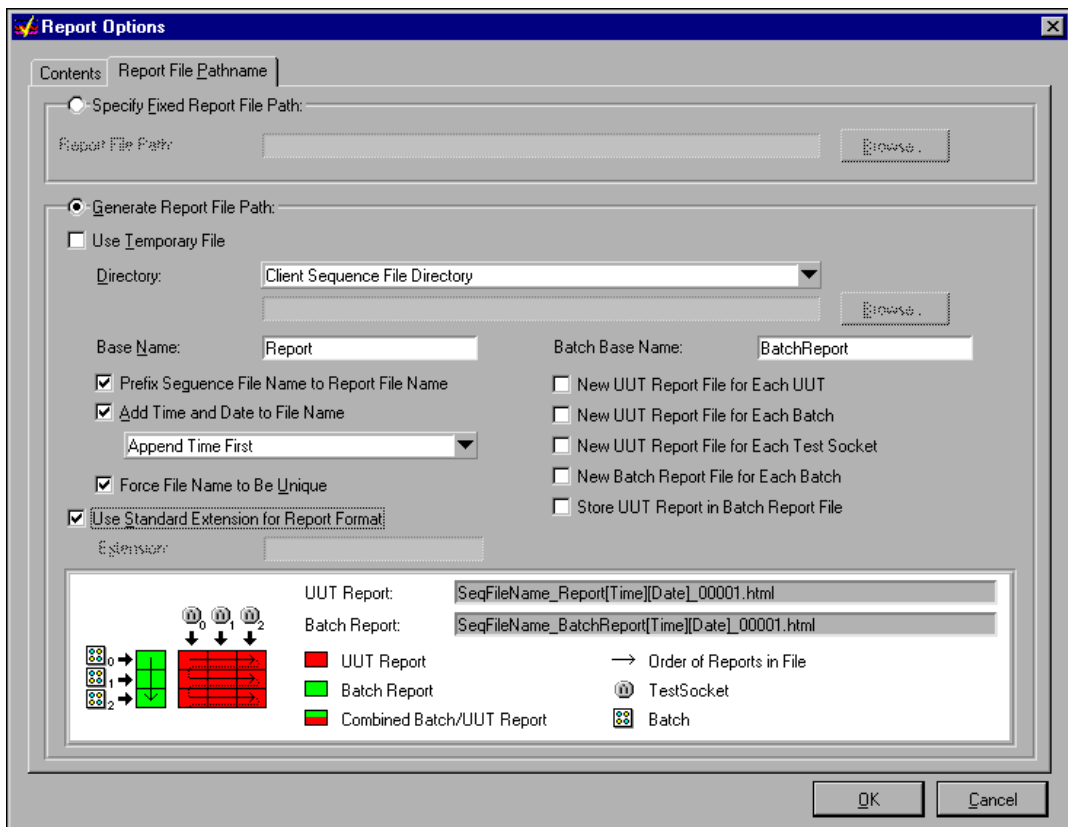 Report Options
Contents
Report File Pathname
Specify Fixed Report File Path:
Report File Path:
Browse..
Generate Report File Path:
Use Temporary File
Directory:
Client Sequence File Directory
Browse..
Base Name:
Report
Batch Base Name:
BatchReport
Prefix Sequence File Name to Report File Name
Add Time and Date to File Name
Append Time First
Force File Name to Be Unique
New UUT Report File for Each UUT
New UUT Report File for Each Batch
New UUT Report File for Each Test Socket
New Batch Report File for Each Batch
Store UUT Report in Batch Report File
Use Standard Extension for Report Format
Extension:
UUT Report:
SeqFileName_Report[Time][Date]_00001.html
Batch Report:
SeqFileName_BatchReport[Time][Date]_00001.html
0 1 2
0
1
2
UUT Report
Batch Report
Combined Batch/UUT Report
Order of Reports in File
TestSocket
Batch
OK
Cancel